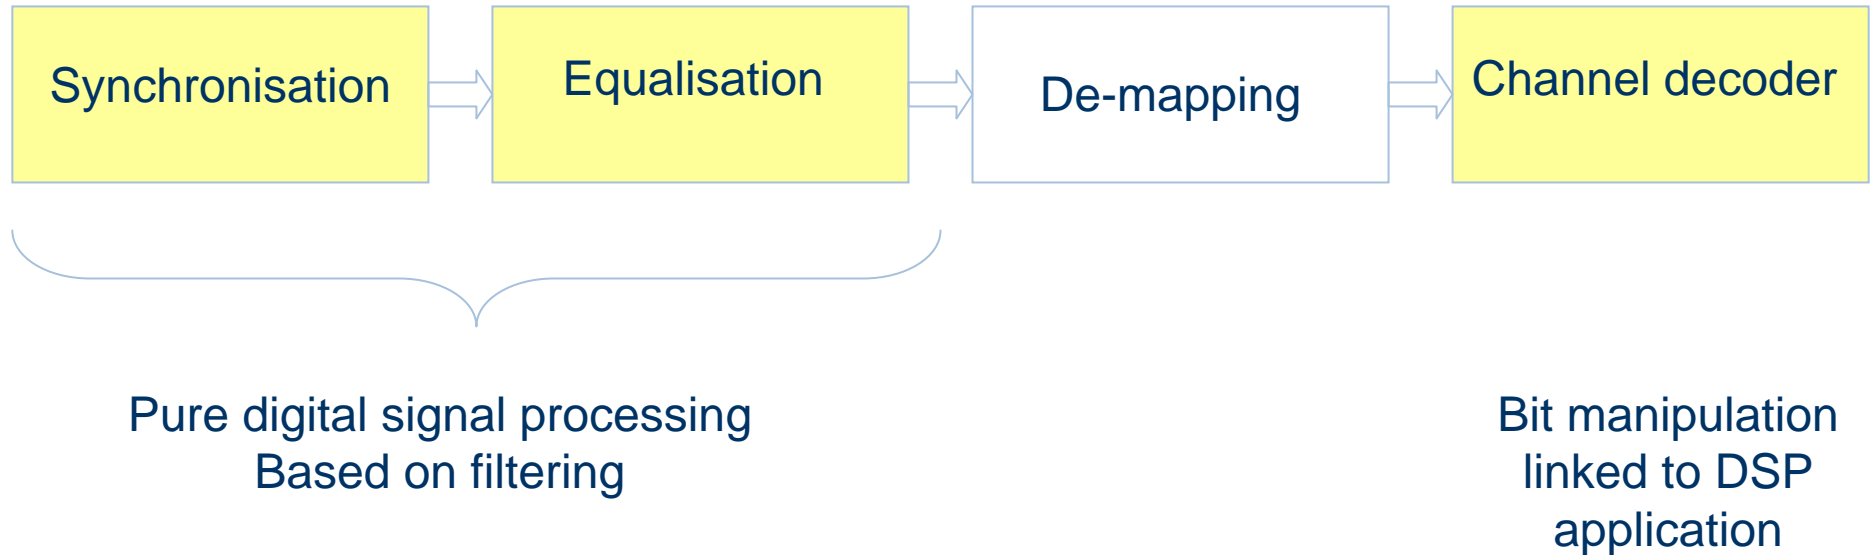 Synchronisation
Equalisation
De-mapping
Channel decoder
Pure digital signal processing
Based on filtering
Bit manipulation
linked to DSP
application